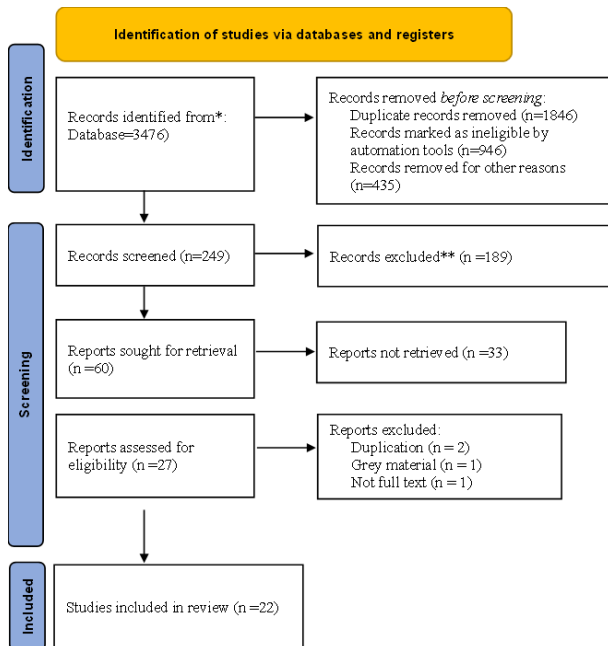 Identification of studies via databases and registers
Identification
Records identified from*:
Database=3476)
Records removed before screening:
Duplicate records removed (n=1846)
Records marked as ineligible by
automation tools (n=946)
Records removed for other reasons
(n=435)
Screening
Records screened (n=249)
Records excluded** (n =189)
Reports sought for retrieval
(n =60)
Reports not retrieved (n =33)
Reports assessed for
eligibility (n =27)
Reports excluded:
Duplication (n = 2)
Grey material (n = 1)
Not full text (n = 1)
Included
Studies included in review (n =22)